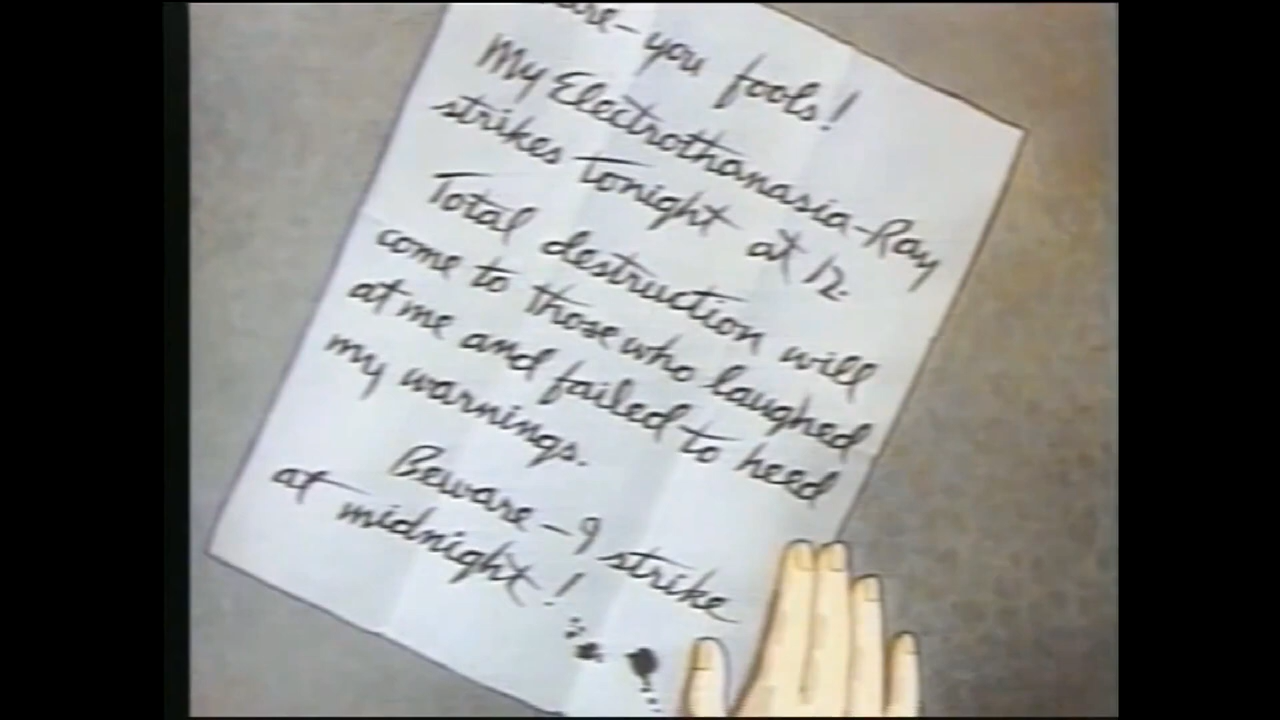 are–you fools!
My Electrothanasia–Ray
strikes tonight at 12.
Total destruction will
come to those who laughed
at me and failed to heed
my warnings.
Beware–I strike
at midnight!